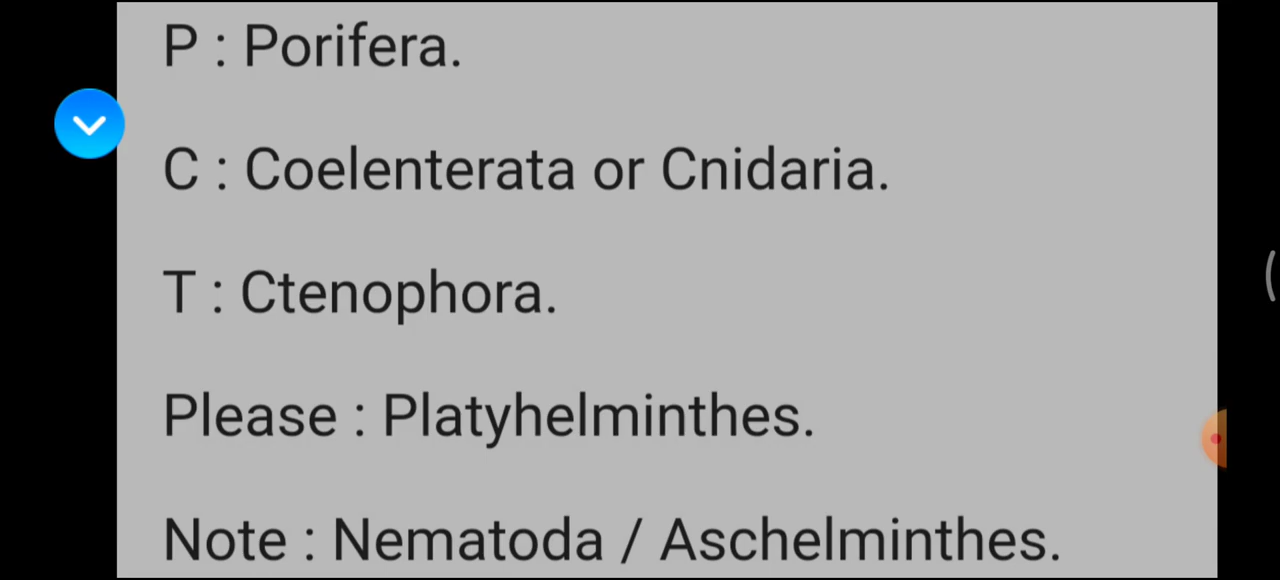 P : Porifera.
C : Coelenterata or Cnidaria.
T : Ctenophora.
Please : Platyhelminthes.
Note : Nematoda / Aschelminthes.